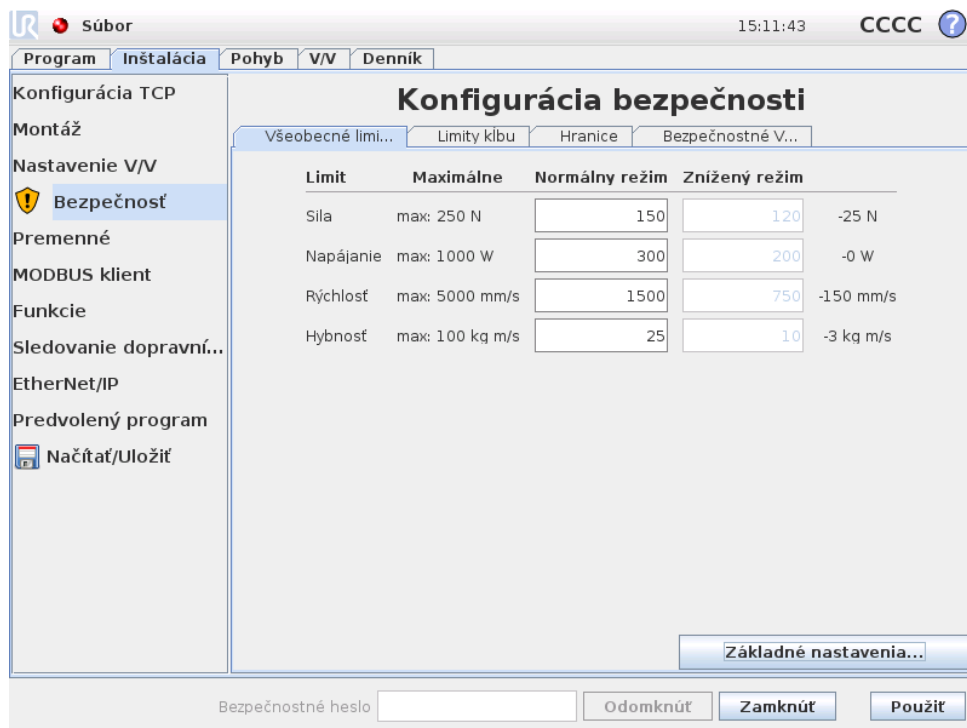 UR Súbor 15:11:43 CCCC ?
Program Inštalácia Pohyb V/V Denník
Konfigurácia TCP
Montáž
Nastavenie V/V
Bezpečnosť
Premenné
MODBUS klient
Funkcie
Sledovanie dopravní...
EtherNet/IP
Predvolený program
Načítať/Uložiť
Konfigurácia bezpečnosti
Všeobecné limi... Limity kĺbu Hranice Bezpečnostné V...
Limit Maximálne Normálny režim Znížený režim
Sila max: 250 N 150 120 -25 N
Napájanie max: 1000 W 300 200 -0 W
Rýchlosť max: 5000 mm/s 1500 750 -150 mm/s
Hybnosť max: 100 kg m/s 25 10 -3 kg m/s
Základné nastavenia...
Bezpečnostné heslo Odomknúť Zamknúť Použiť